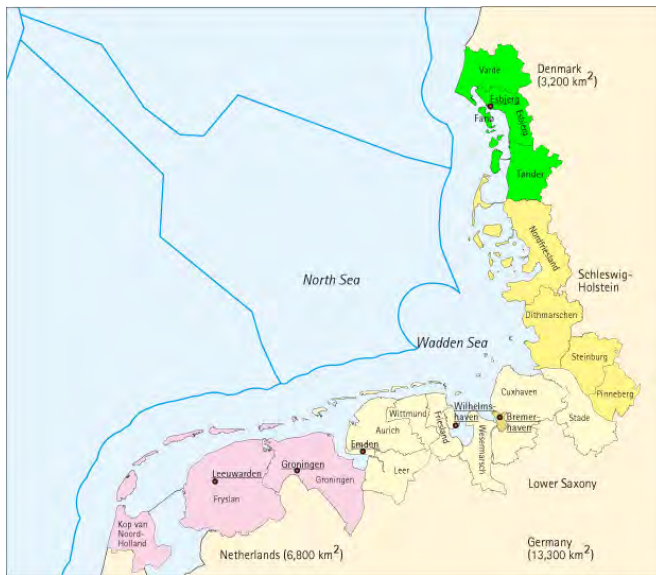 Varde
Denmark
(3,200 km²)
Esbjerg
Fanø
Esbjerg
Tønder
Nordfriesland
North Sea
Schleswig-
Holstein
Dithmarschen
Wadden Sea
Steinburg
Pinneberg
Cuxhaven
Stade
Wilhelms-
haven
Bremer-
haven
Wittmund
Friesland
Aurich
Wesermarsch
Emden
Leer
Groningen
Leeuwarden
Groningen
Fryslan
Lower Saxony
Kop van
Noord-
Holland
Netherlands (6,800 km²)
Germany
(13,300 km²)